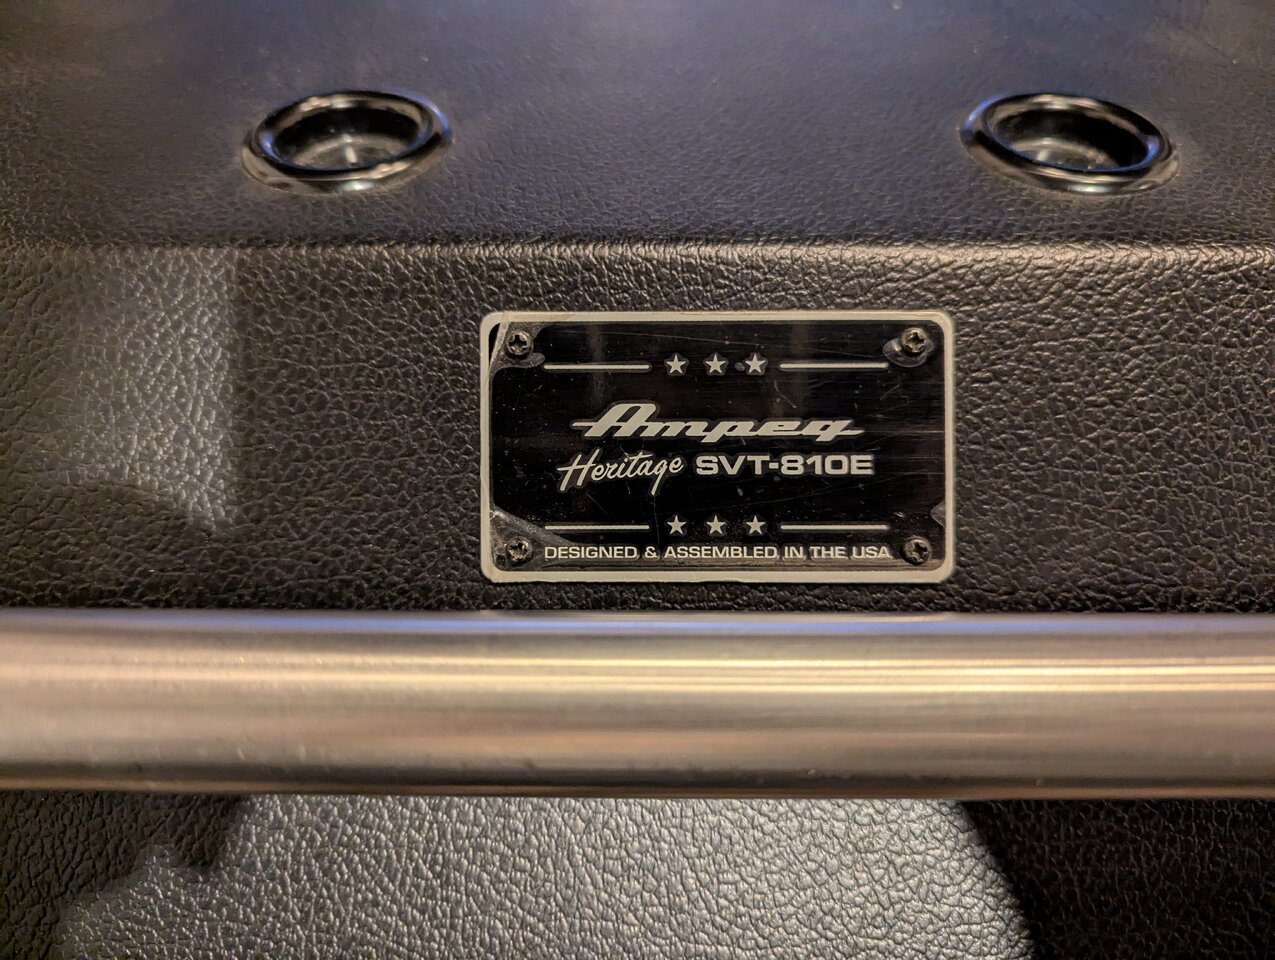 Ampeg
Heritage SVT-810E
DESIGNED & ASSEMBLED IN THE USA